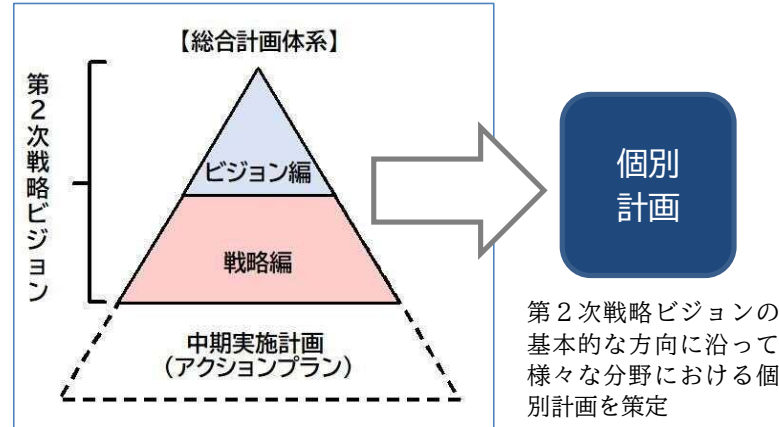 【総合計画体系】
第２次戦略ビジョン
ビジョン編
戦略編
中期実施計画
（アクションプラン）
個別
計画
第２次戦略ビジョンの
基本的な方向に沿って
様々な分野における個
別計画を策定